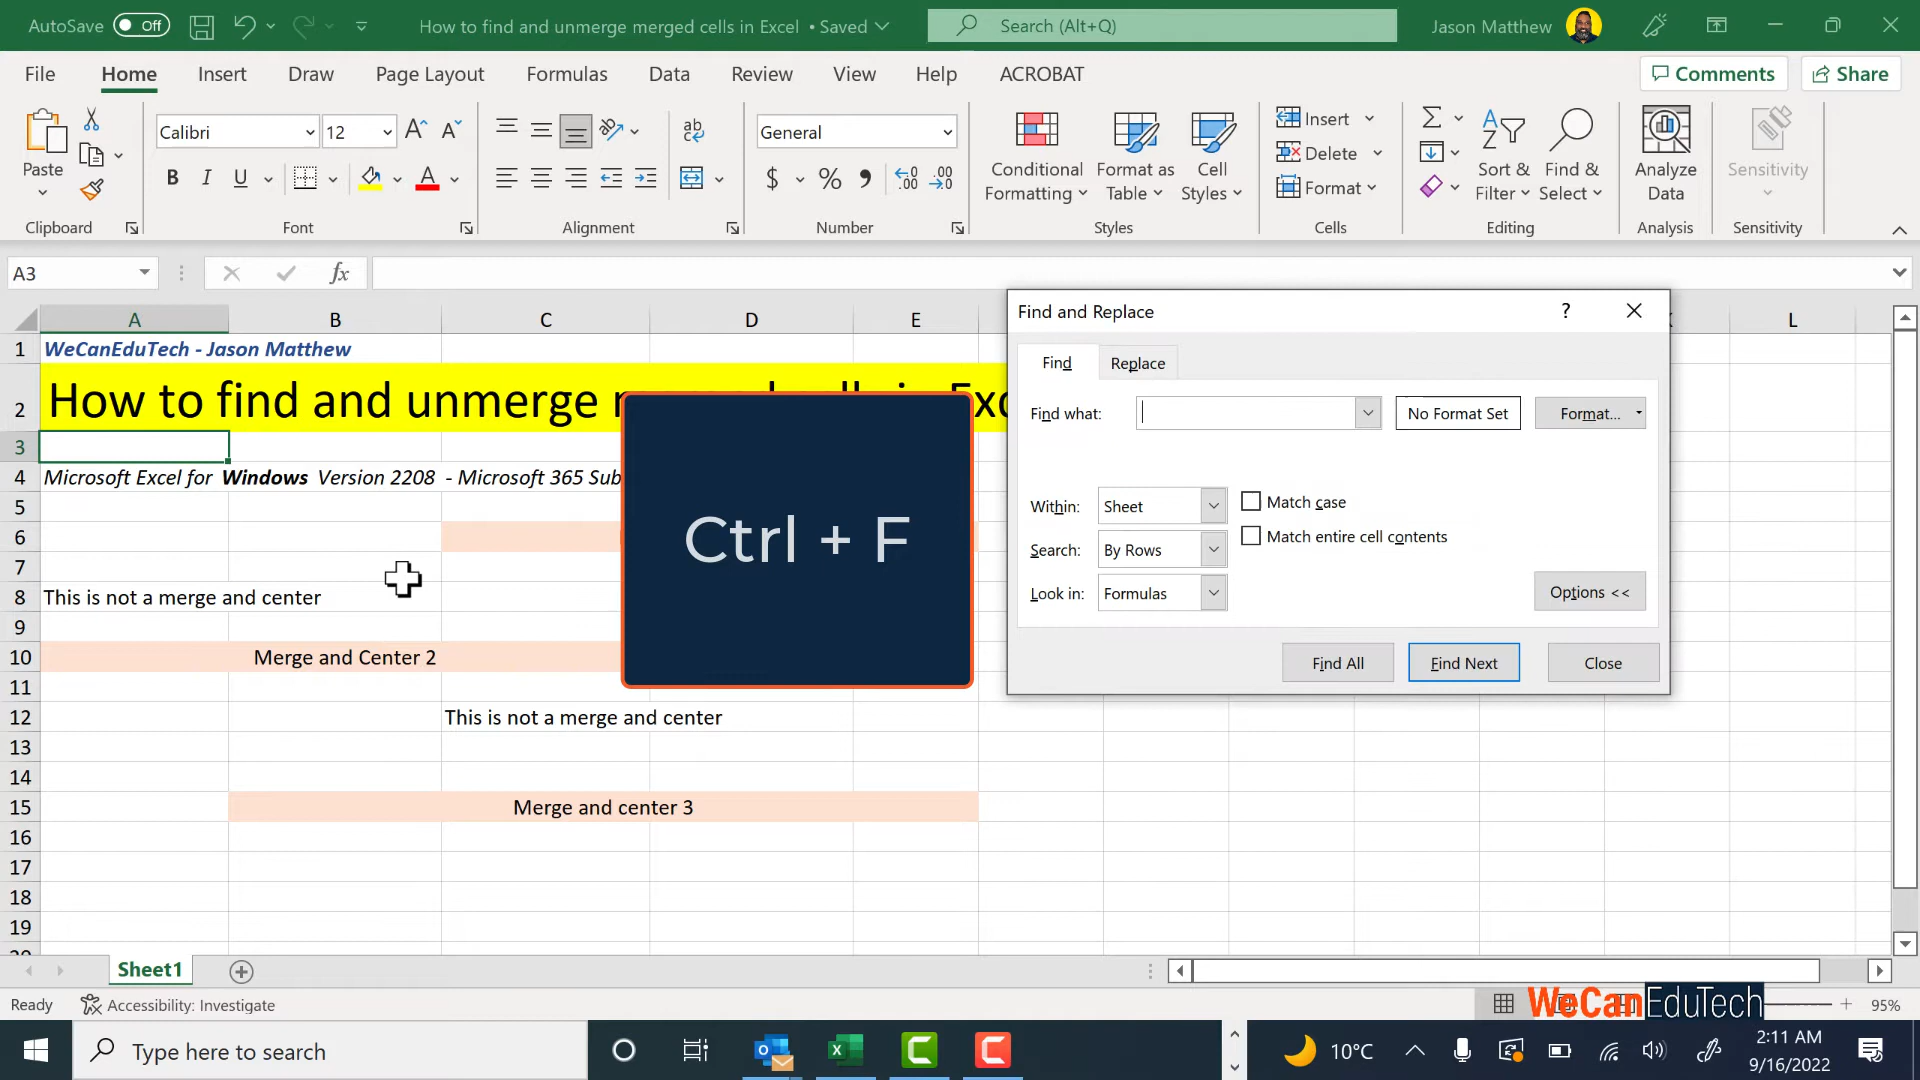 AutoSave Off How to find and unmerge merged cells in Excel • Saved Search (Alt+Q) Jason Matthew
File Home Insert Draw Page Layout Formulas Data Review View Help ACROBAT Comments Share
Paste
Calibri 12
ab
General
$ % ,
Conditional Formatting
Format as Table
Cell Styles
Insert
Delete
Format
Sort & Filter
Find & Select
Analyze Data
Sensitivity
B I U
Clipboard Font Alignment Number Styles Cells Editing Analysis Sensitivity
A3 fx
Find and Replace ?
A B C D E L
Find Replace
Find what: No Format Set Format...
Within: Sheet Match case
Search: By Rows Match entire cell contents
Look in: Formulas Options <<
Find All Find Next Close
1 WeCanEduTech - Jason Matthew
2 How to find and unmerge
3
4 Microsoft Excel for Windows Version 2208 - Microsoft 365 Sub
5
6
7
8 This is not a merge and center
9
10 Merge and Center 2
11
12 This is not a merge and center
13
14
15 Merge and center 3
16
17
18
19
Ctrl + F
Sheet1
Ready Accessibility: Investigate 95%
WeCanEduTech
Type here to search 10°C 2:11 AM
9/16/2022